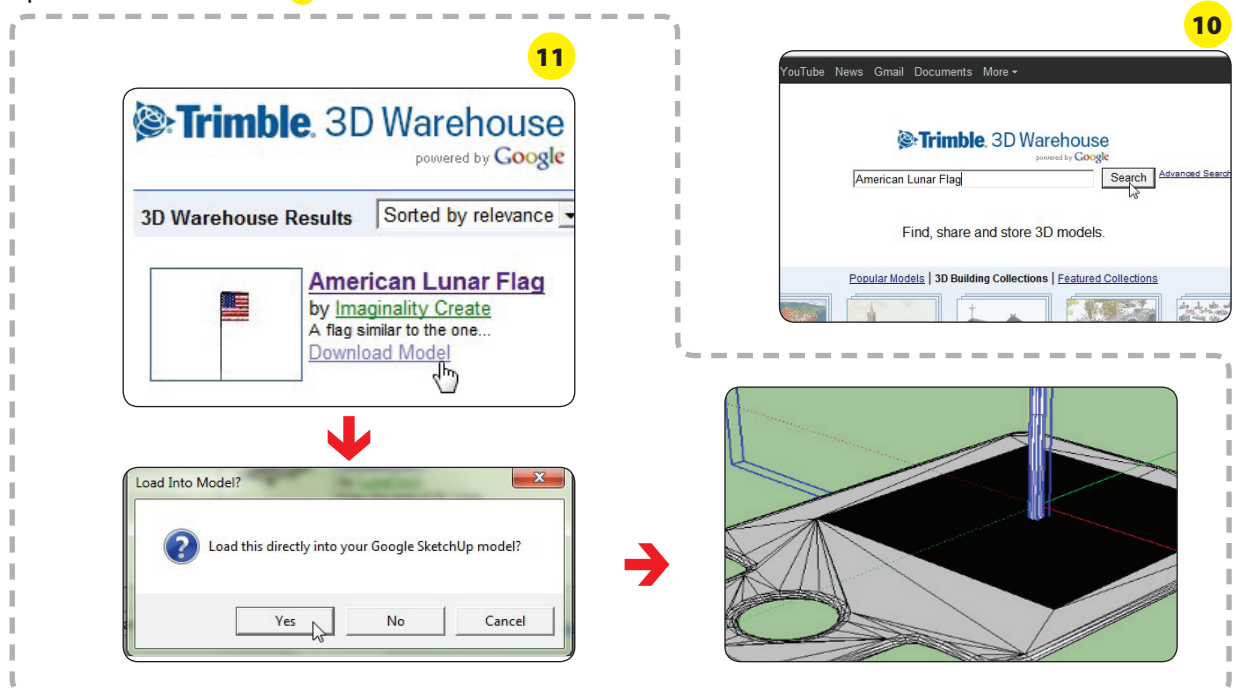 10
YouTube News Gmail Documents More
Trimble. 3D Warehouse
powered by Google
American Lunar Flag
Search
Advanced Search
Find, share and store 3D models.
Popular Models | 3D Building Collections | Featured Collections
11
Trimble. 3D Warehouse
powered by Google
3D Warehouse Results
Sorted by relevance
American Lunar Flag
by Imaginality Create
A flag similar to the one...
Download Model
Load Into Model?
Load this directly into your Google SketchUp model?
Yes
No
Cancel